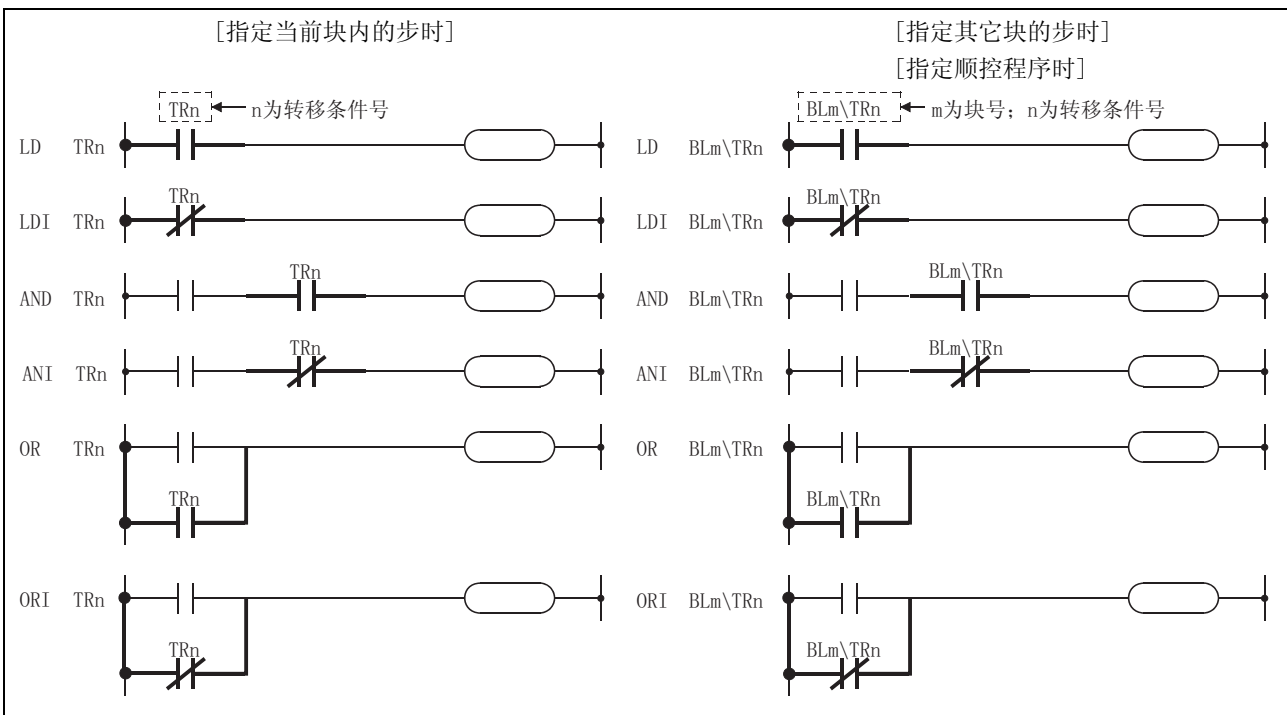 [指定当前块内的步时]
TRn
n为转移条件号
LD TRn
TRn
LDI TRn
TRn
AND TRn
TRn
ANI TRn
OR TRn
TRn
ORI TRn
TRn
[指定其它块的步时]
[指定顺控程序时]
BLm\TRn
m为块号；n为转移条件号
LD BLm\TRn
BLm\TRn
LDI BLm\TRn
BLm\TRn
AND BLm\TRn
BLm\TRn
ANI BLm\TRn
OR BLm\TRn
BLm\TRn
ORI BLm\TRn
BLm\TRn